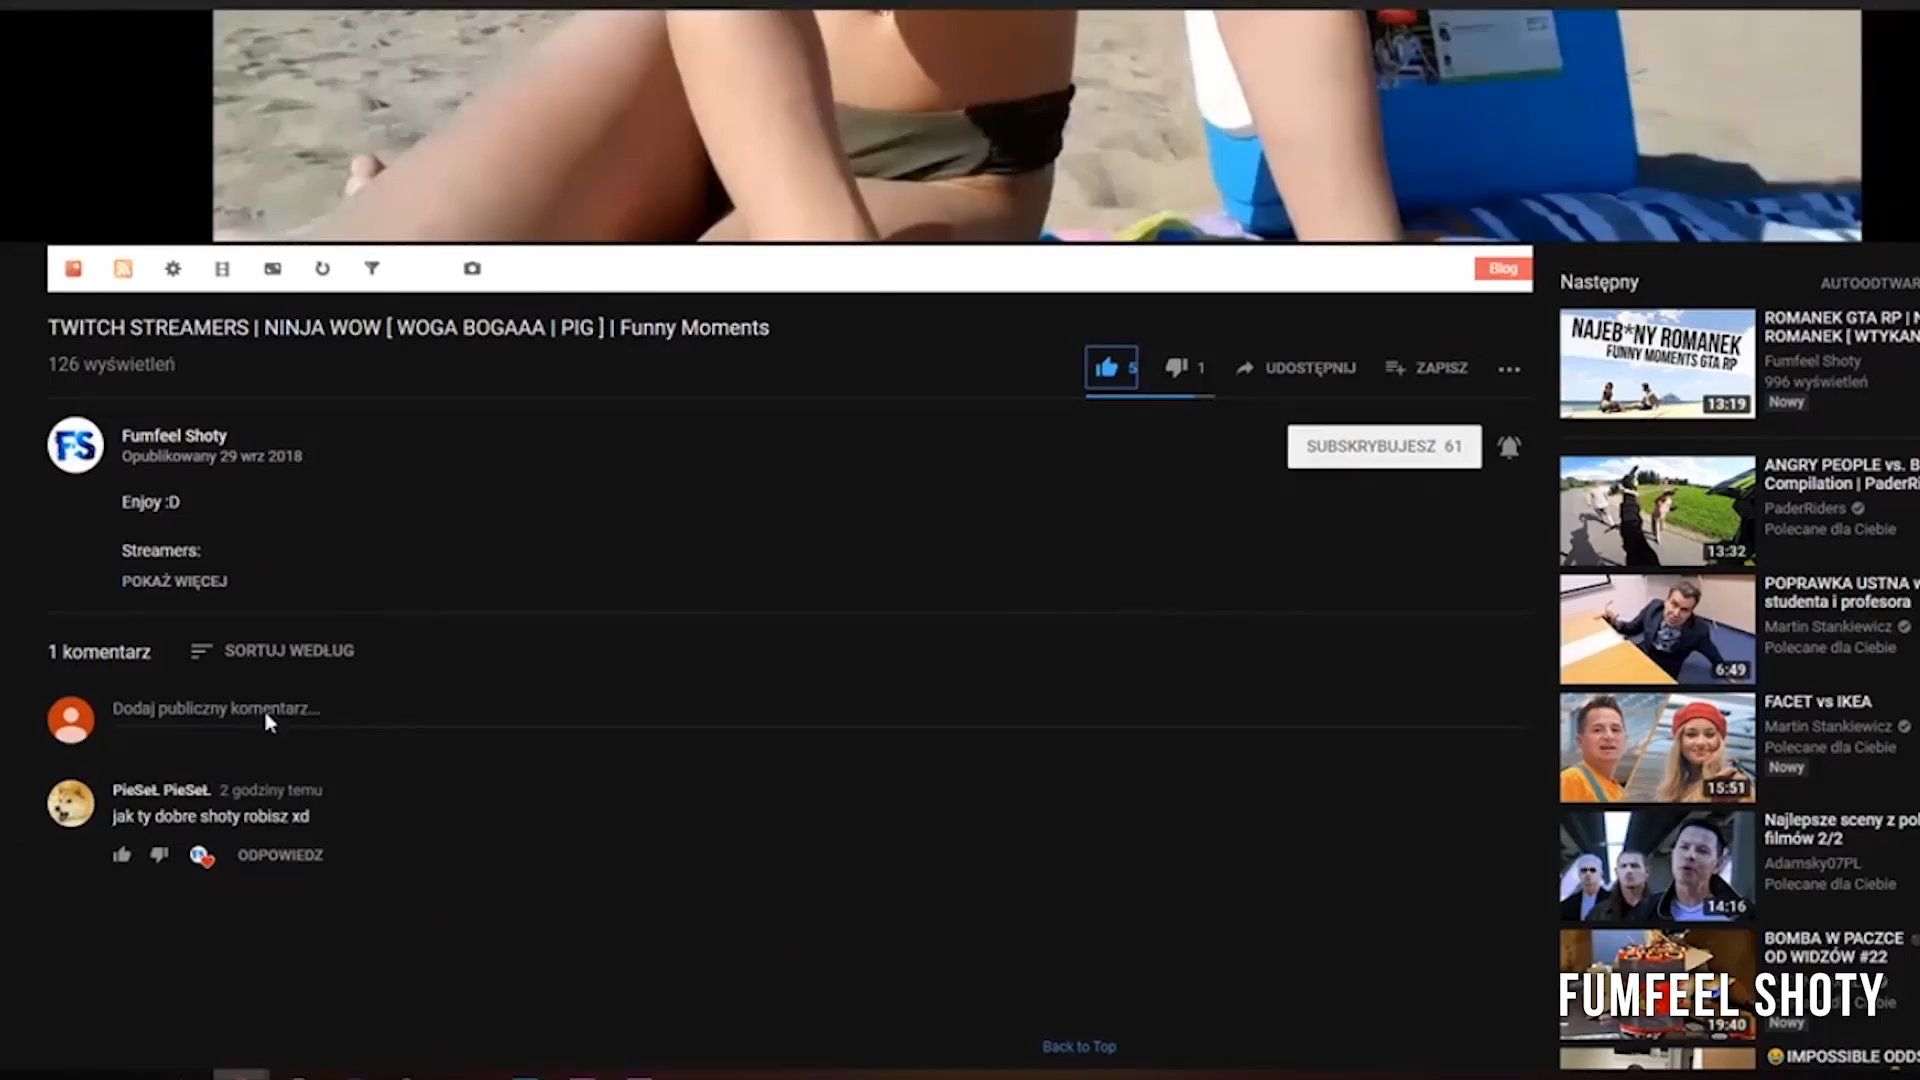 Blog
TWITCH STREAMERS | NINJA WOW [ WOGA BOGAAA | PIG ] | Funny Moments
126 wyświetleń
5
1
UDOSTĘPNIJ
ZAPISZ
FS
Fumfeel Shoty
Opublikowany 29 wrz 2018
SUBSKRYBUJESZ 61
Enjoy :D
Streamers:
POKAŻ WIĘCEJ
1 komentarz
SORTUJ WEDŁUG
Dodaj publiczny komentarz...
PieSeŁ PieSeŁ 2 godziny temu
jak ty dobre shoty robisz xd
ODPOWIEDZ
Back to Top
Następny
AUTOODTWAR
NAJEB*NY ROMANEK
FUNNY MOMENTS GTA RP
13:19
ROMANEK GTA RP | N
ROMANEK [ WTYKAN
Fumfeel Shoty
996 wyświetleń
Nowy
13:32
ANGRY PEOPLE vs. B
Compilation | PaderRi
PaderRiders
Polecane dla Ciebie
6:49
POPRAWKA USTNA w
studenta i profesora
Martin Stankiewicz
Polecane dla Ciebie
15:51
FACET vs IKEA
Martin Stankiewicz
Polecane dla Ciebie
Nowy
14:16
Najlepsze sceny z pol
filmów 2/2
Adamsky07PL
Polecane dla Ciebie
19:40
BOMBA W PACZCE
OD WIDZÓW #22
Nowy
FUMFEEL SHOTY
IMPOSSIBLE ODDS